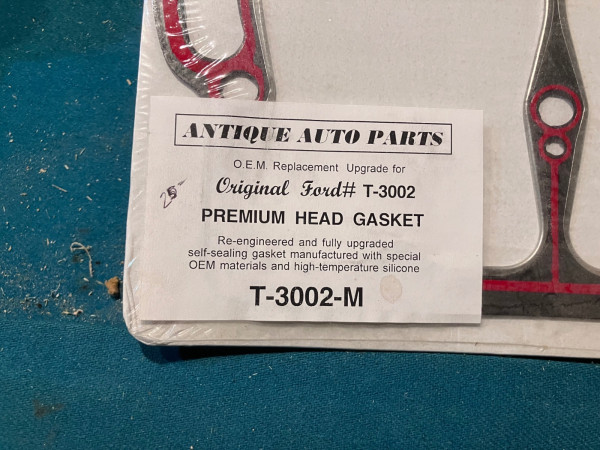 ANTIQUE AUTO PARTS
O.E.M. Replacement Upgrade for
Original Ford# T-3002
25-
PREMIUM HEAD GASKET
Re-engineered and fully upgraded
self-sealing gasket manufactured with special
OEM materials and high-temperature silicone
T-3002-M